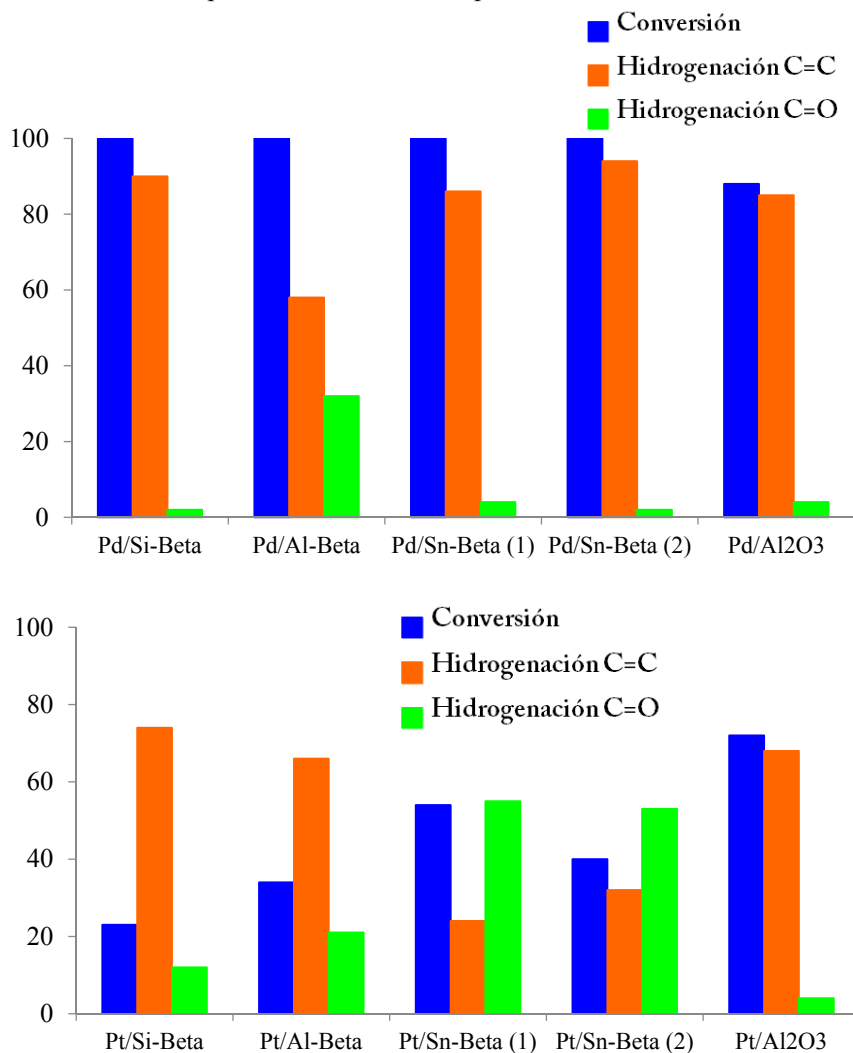 Conversión
Hidrogenación C=C
Hidrogenación C=O
100
80
60
40
20
0
Pd/Si-Beta Pd/Al-Beta Pd/Sn-Beta (1) Pd/Sn-Beta (2) Pd/Al2O3
100
80
60
40
20
0
Conversión
Hidrogenación C=C
Hidrogenación C=O
Pt/Si-Beta Pt/Al-Beta Pt/Sn-Beta (1) Pt/Sn-Beta (2) Pt/Al2O3